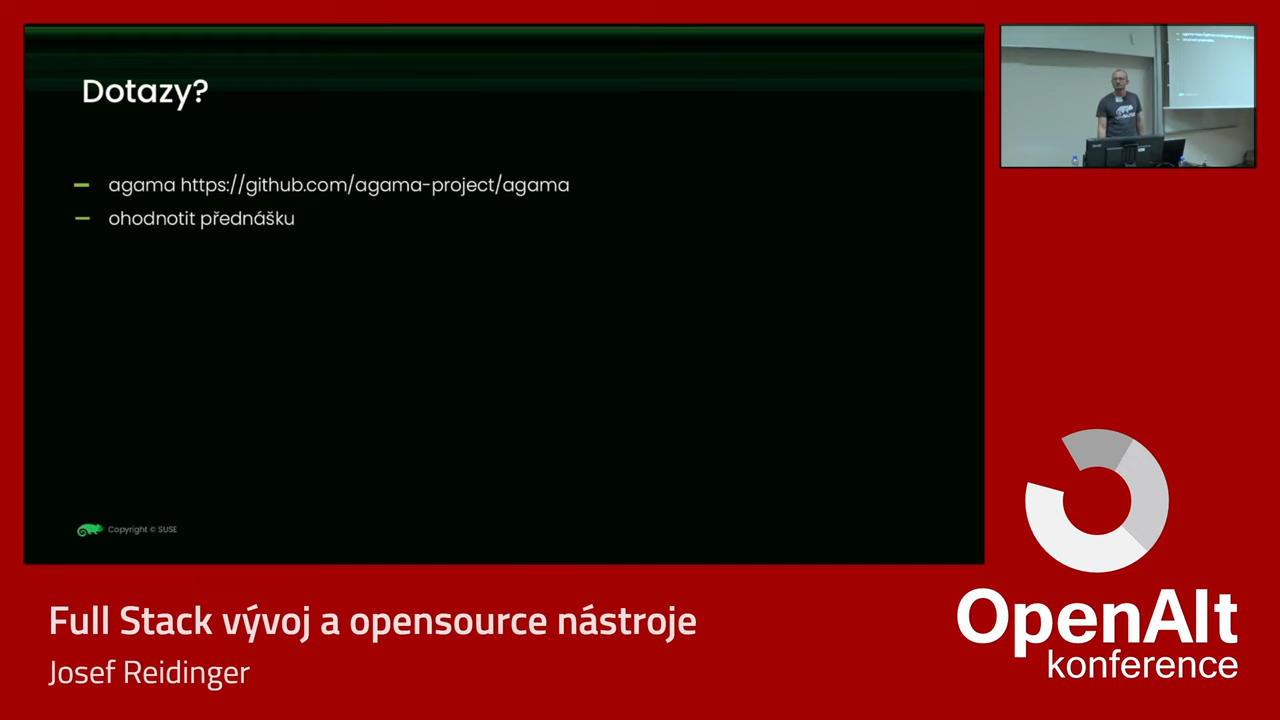 Dotazy?
agama https://github.com/agama-project/agama
ohodnotit přednášku
Copyright © SUSE
Full Stack vývoj a opensource nástroje
Josef Reidinger
OpenAlt
konference